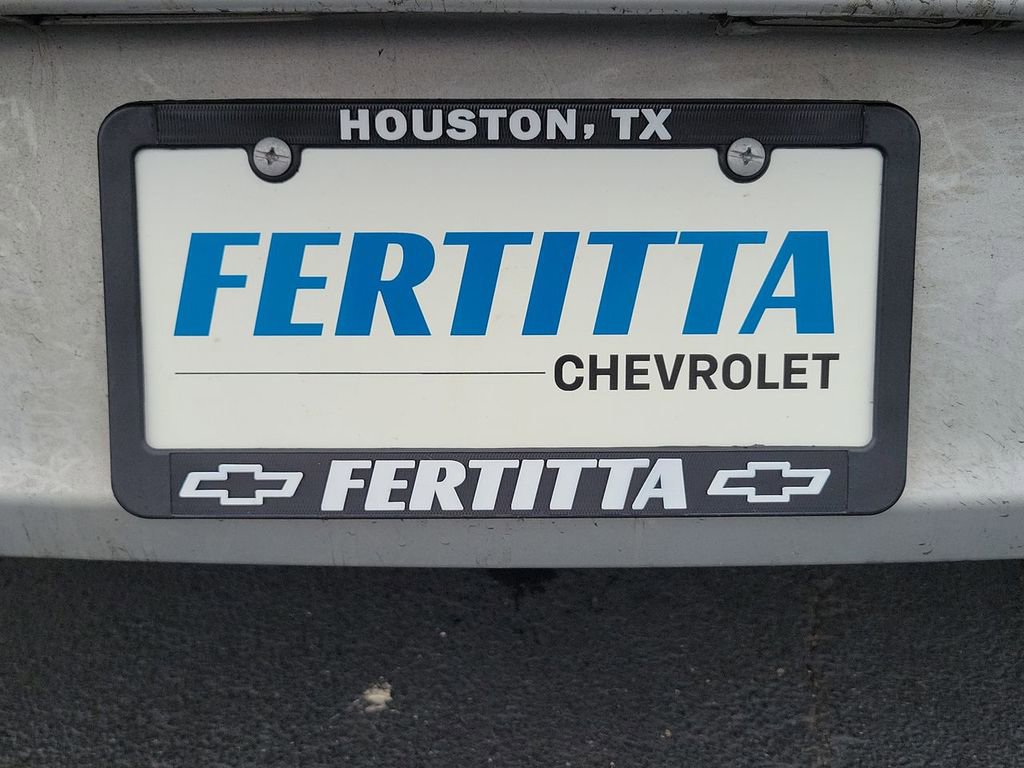 HOUSTON, TX
FERTITTA
CHEVROLET
FERTITTA